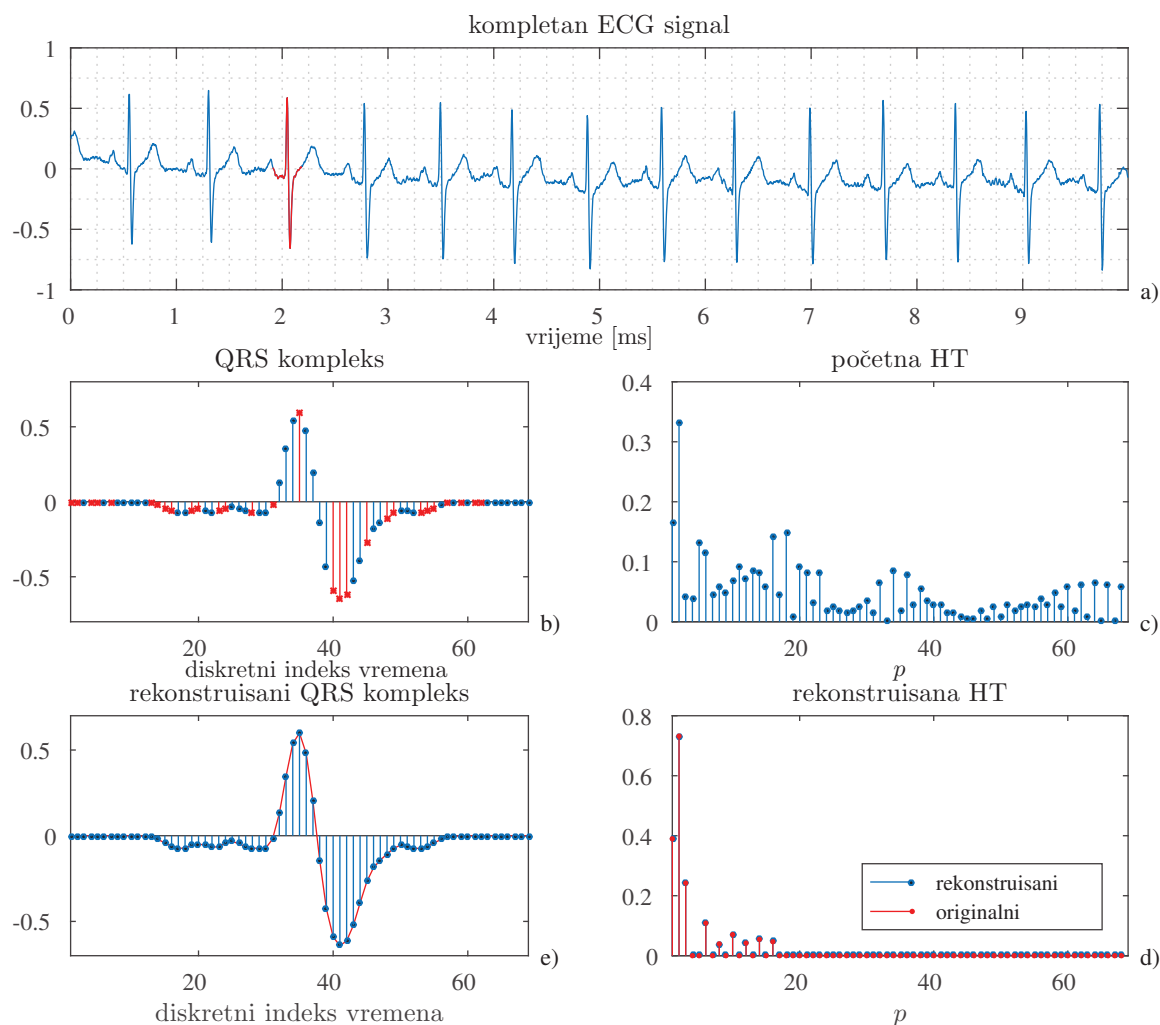 kompletan ECG signal
1
0.5
0
-0.5
-1
0 1 2 3 4 5 6 7 8 9
vrijeme [ms]
a)
QRS kompleks
0.5
0
-0.5
20 40 60
diskretni indeks vremena
b)
početna HT
0.4
0.3
0.2
0.1
0
20 40 60
p
c)
rekonstruisani QRS kompleks
0.5
0
-0.5
20 40 60
diskretni indeks vremena
e)
rekonstruisana HT
0.8
0.6
0.4
0.2
0
rekonstruisani
originalni
20 40 60
p
d)